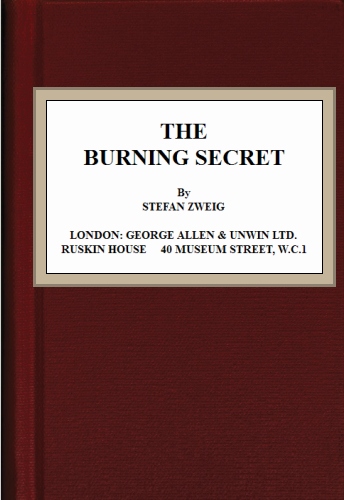 THE
BURNING SECRET
By
STEFAN ZWEIG
LONDON: GEORGE ALLEN & UNWIN LTD.
RUSKIN HOUSE 40 MUSEUM STREET, W.C.1